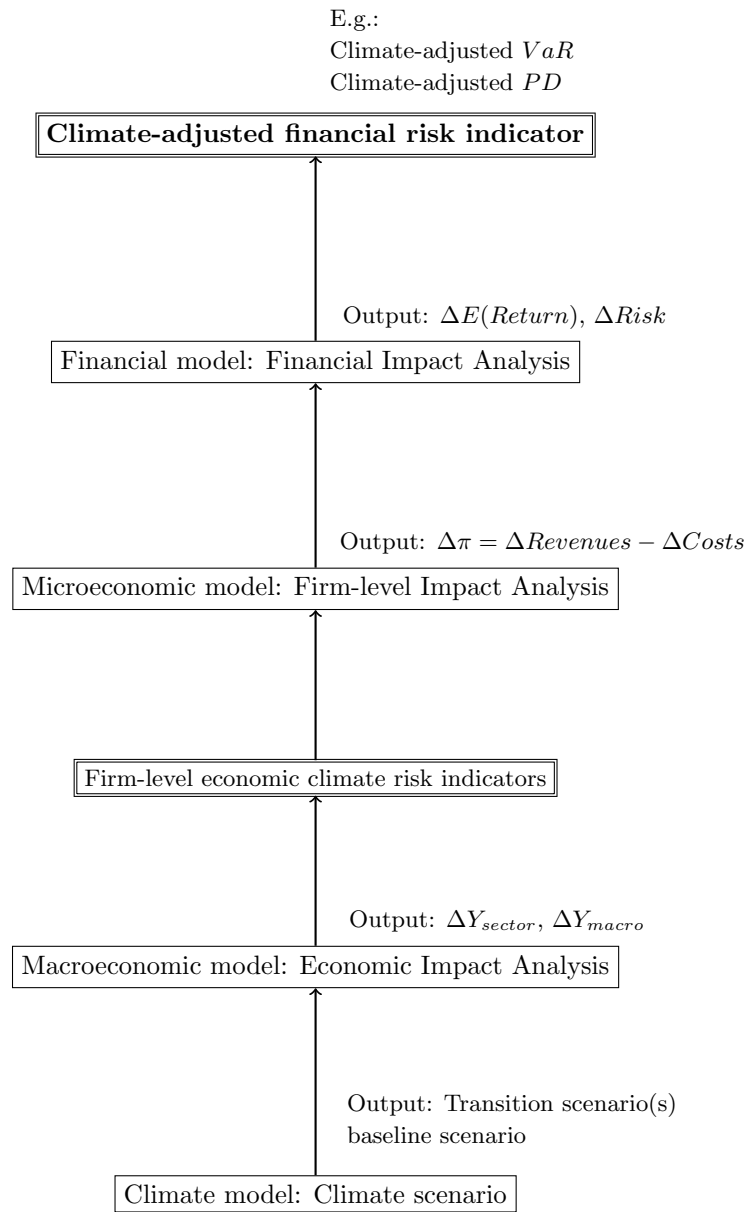 E.g.:
Climate-adjusted VaR
Climate-adjusted PD
Climate-adjusted financial risk indicator
Output: ΔE(Return), ΔRisk
Financial model: Financial Impact Analysis
Output: Δπ = ΔRevenues − ΔCosts
Microeconomic model: Firm-level Impact Analysis
Firm-level economic climate risk indicators
Output: ΔY_sector, ΔY_macro
Macroeconomic model: Economic Impact Analysis
Output: Transition scenario(s)
baseline scenario
Climate model: Climate scenario